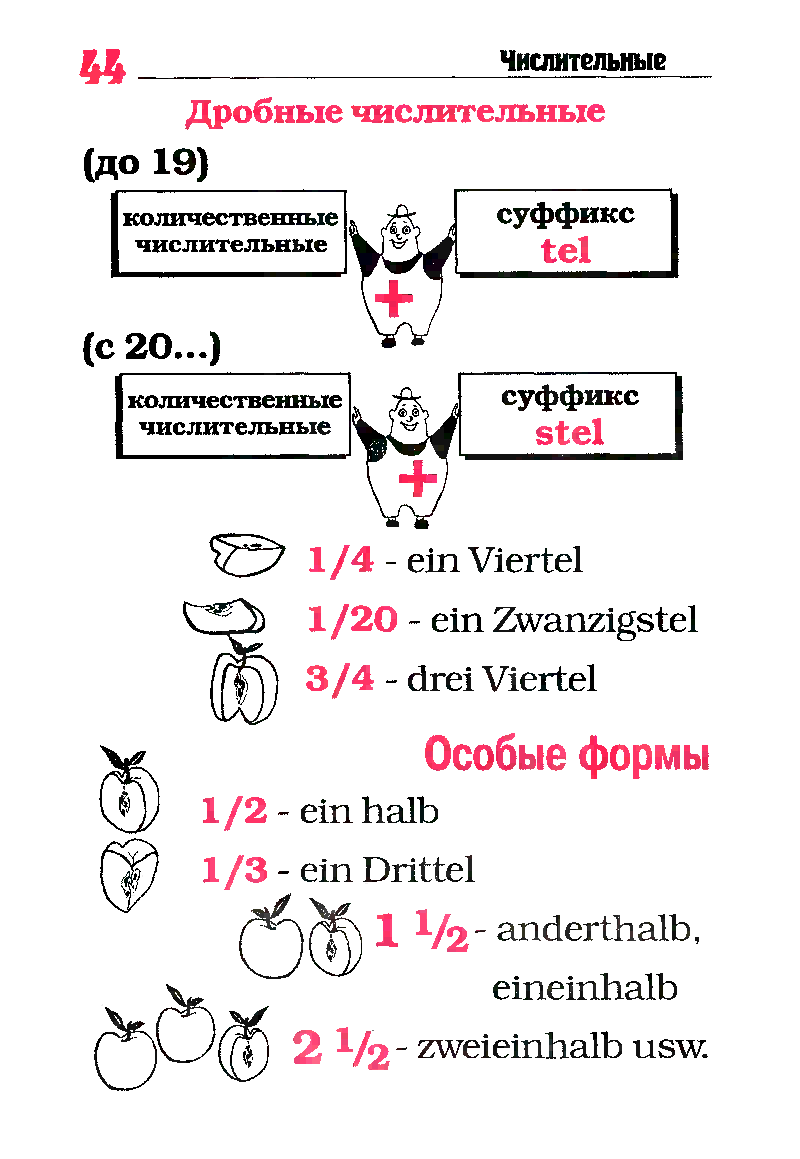 44 Числительные
Дробные числительные
(до 19)
количественные
числительные
+
суффикс
tel
(с 20...)
количественные
числительные
+
суффикс
stel
1/4 - ein Viertel
1/20 - ein Zwanzigstel
3/4 - drei Viertel
Особые формы
1/2 - ein halb
1/3 - ein Drittel
1 1/2 - anderthalb,
eineinhalb
2 1/2 - zweieinhalb usw.